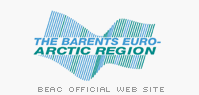 THE BARENTS EURO-
ARCTIC REGION
BEAC OFFICIAL WEB SITE